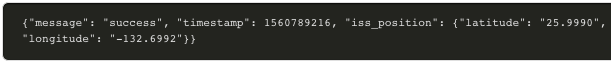 {"message": "success", "timestamp": 1560789216, "iss_position": {"latitude": "25.9990",
"longitude": "-132.6992"}}